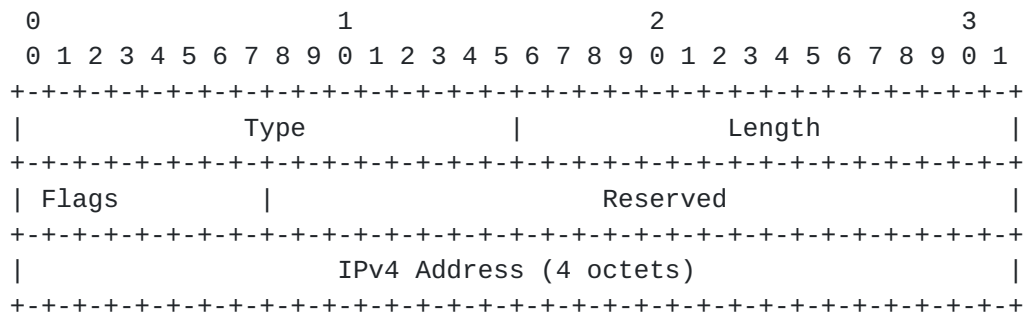 0                   1                   2                   3
 0 1 2 3 4 5 6 7 8 9 0 1 2 3 4 5 6 7 8 9 0 1 2 3 4 5 6 7 8 9 0 1
+-+-+-+-+-+-+-+-+-+-+-+-+-+-+-+-+-+-+-+-+-+-+-+-+-+-+-+-+-+-+-+-+
|              Type             |             Length            |
+-+-+-+-+-+-+-+-+-+-+-+-+-+-+-+-+-+-+-+-+-+-+-+-+-+-+-+-+-+-+-+-+
| Flags         |                     Reserved                  |
+-+-+-+-+-+-+-+-+-+-+-+-+-+-+-+-+-+-+-+-+-+-+-+-+-+-+-+-+-+-+-+-+
|                    IPv4 Address (4 octets)                    |
+-+-+-+-+-+-+-+-+-+-+-+-+-+-+-+-+-+-+-+-+-+-+-+-+-+-+-+-+-+-+-+-+